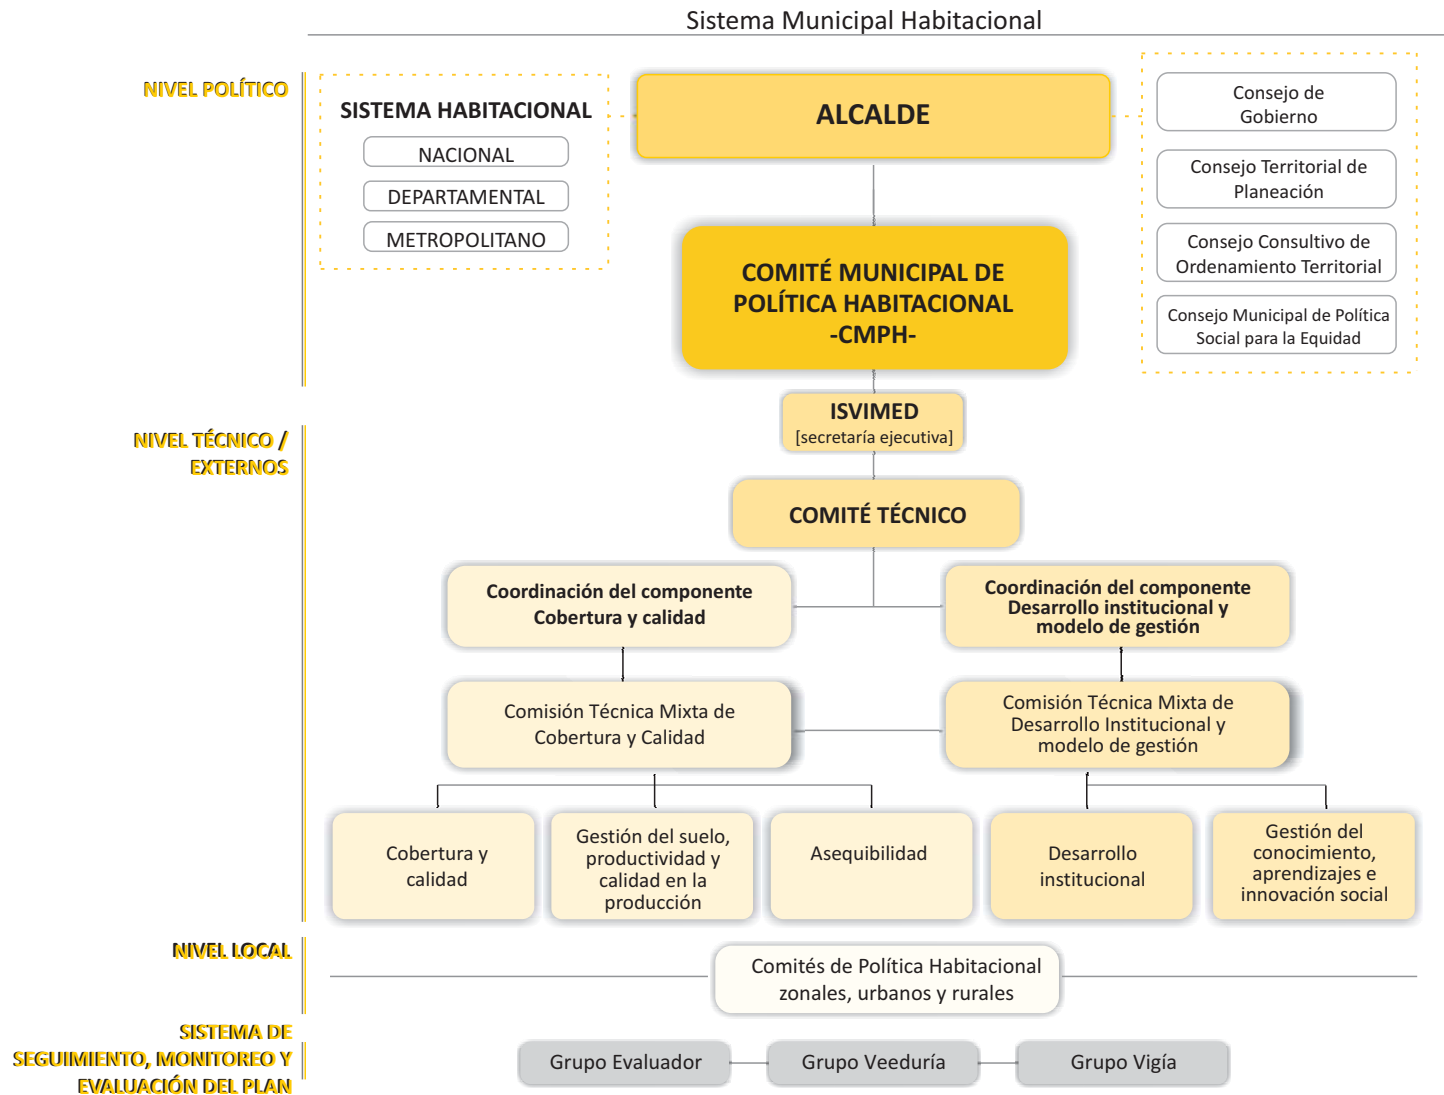 Sistema Municipal Habitacional
NIVEL POLÍTICO
SISTEMA HABITACIONAL
NACIONAL
DEPARTAMENTAL
METROPOLITANO
ALCALDE
Consejo de
Gobierno
Consejo Territorial de
Planeación
Consejo Consultivo de
Ordenamiento Territorial
Consejo Municipal de Política
Social para la Equidad
COMITÉ MUNICIPAL DE
POLÍTICA HABITACIONAL
-CMPH-
NIVEL TÉCNICO /
EXTERNOS
ISVIMED
[secretaría ejecutiva]
COMITÉ TÉCNICO
Coordinación del componente
Cobertura y calidad
Coordinación del componente
Desarrollo institucional y
modelo de gestión
Comisión Técnica Mixta de
Cobertura y Calidad
Comisión Técnica Mixta de
Desarrollo Institucional y
modelo de gestión
Cobertura y
calidad
Gestión del suelo,
productividad y
calidad en la
producción
Asequibilidad
Desarrollo
institucional
Gestión del
conocimiento,
aprendizajes e
innovación social
NIVEL LOCAL
Comités de Política Habitacional
zonales, urbanos y rurales
SISTEMA DE
SEGUIMIENTO, MONITOREO Y
EVALUACIÓN DEL PLAN
Grupo Evaluador
Grupo Veeduría
Grupo Vigía